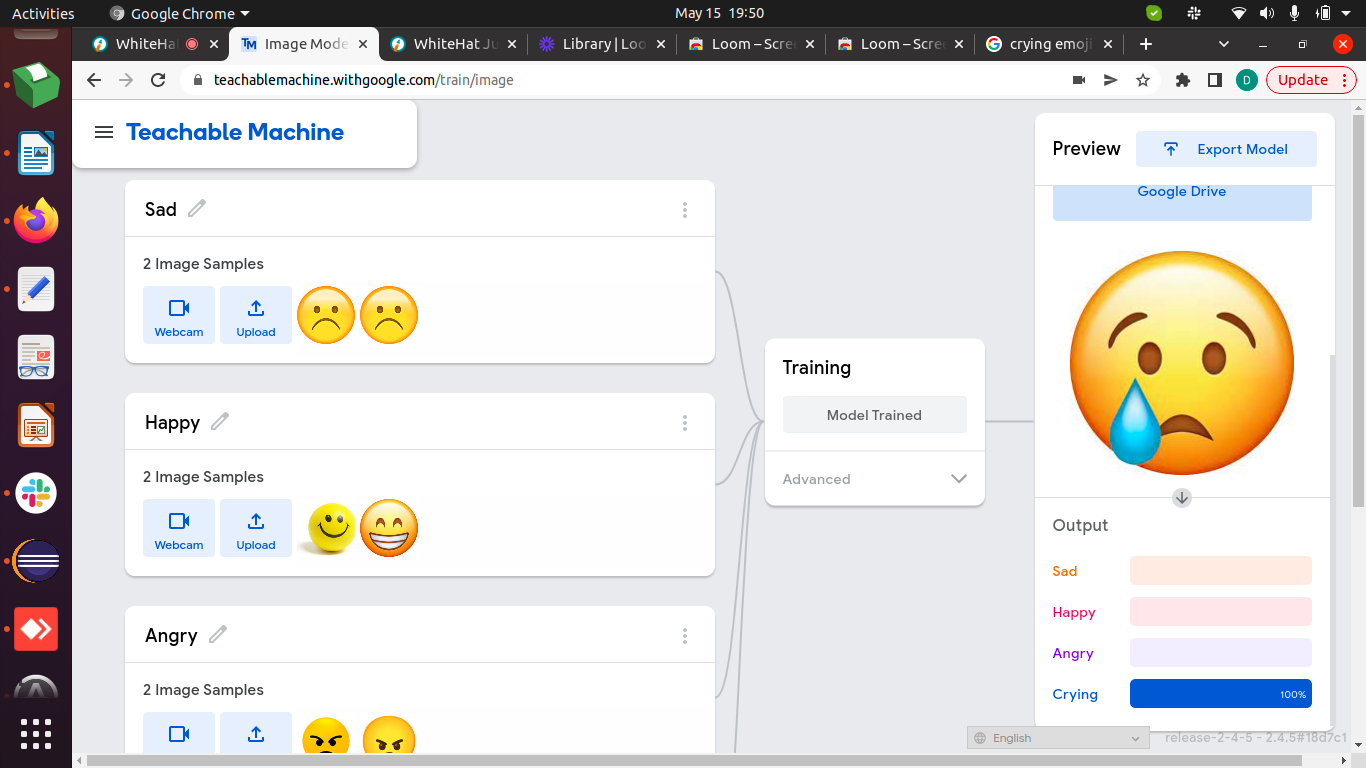 Activities
Google Chrome
May 15 19:50
WhiteHa
Image Mode
WhiteHat Ju
Library | Loo
Loom – Scre
Loom – Scre
crying emoji
teachablemachine.withgoogle.com/train/image
D
Update
Teachable Machine
Sad
2 Image Samples
Webcam
Upload
Happy
2 Image Samples
Webcam
Upload
Angry
2 Image Samples
Training
Model Trained
Advanced
Preview
Export Model
Google Drive
Output
Sad
Happy
Angry
Crying
100%
English
release-2-4-5 - 2.4.5#18d7c1